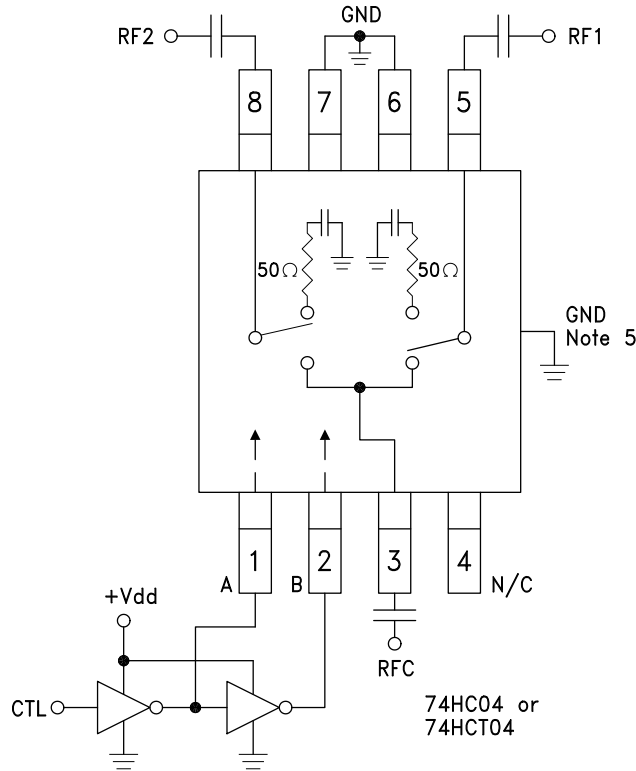 GND
RF2
RF1
8
7
6
5
50Ω
50Ω
GND
Note 5
1
2
3
4
A
B
N/C
+Vdd
RFC
CTL
74HC04 or
74HCT04